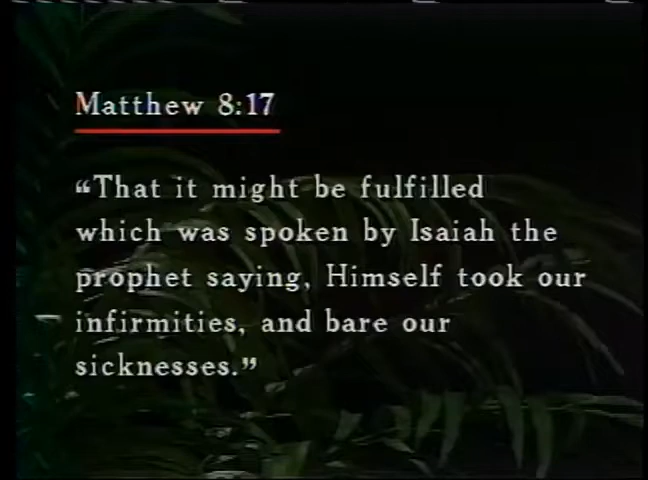 Matthew 8:17
“That it might be fulfilled
which was spoken by Isaiah the
prophet saying, Himself took our
infirmities, and bare our
sicknesses.”